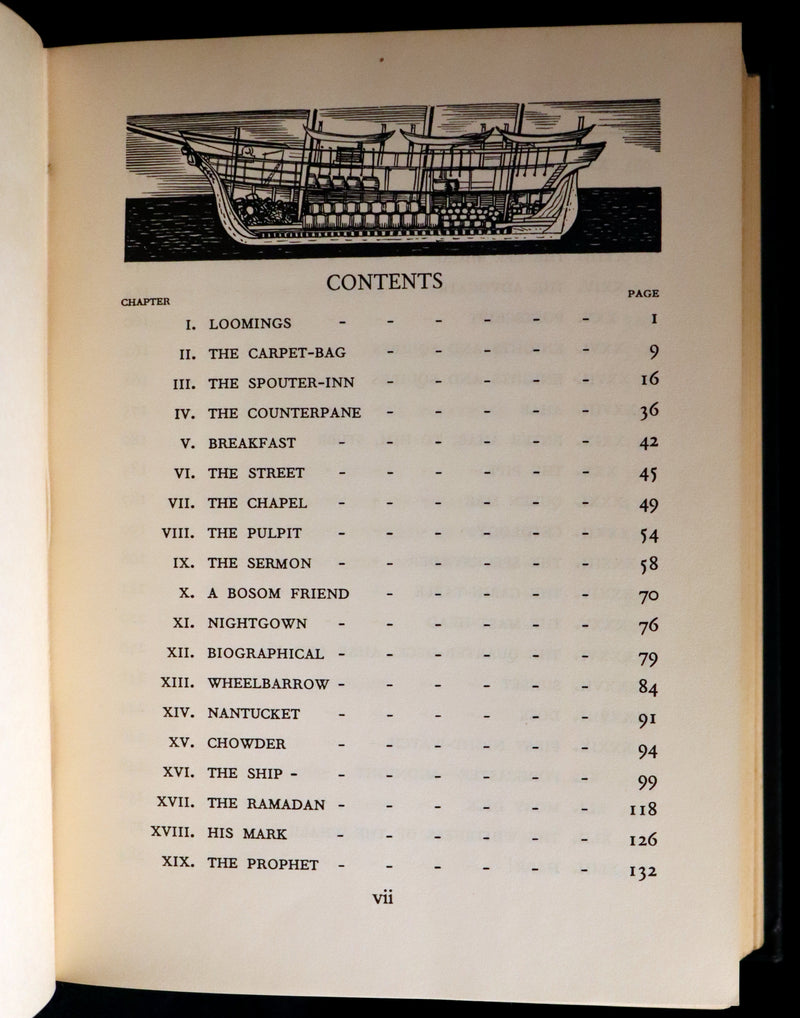 CONTENTS
CHAPTER PAGE
I. LOOMINGS - - - - - - 1
II. THE CARPET-BAG - - - - - 9
III. THE SPOUTER-INN - - - - - 16
IV. THE COUNTERPANE - - - - - 36
V. BREAKFAST - - - - - - 42
VI. THE STREET - - - - - - 45
VII. THE CHAPEL - - - - - - 49
VIII. THE PULPIT - - - - - - 54
IX. THE SERMON - - - - - - 58
X. A BOSOM FRIEND - - - - - 70
XI. NIGHTGOWN - - - - - - 76
XII. BIOGRAPHICAL - - - - - - 79
XIII. WHEELBARROW - - - - - - 84
XIV. NANTUCKET - - - - - - 91
XV. CHOWDER - - - - - - 94
XVI. THE SHIP - - - - - - - 99
XVII. THE RAMADAN - - - - - - 118
XVIII. HIS MARK - - - - - - 126
XIX. THE PROPHET - - - - - - 132
vii